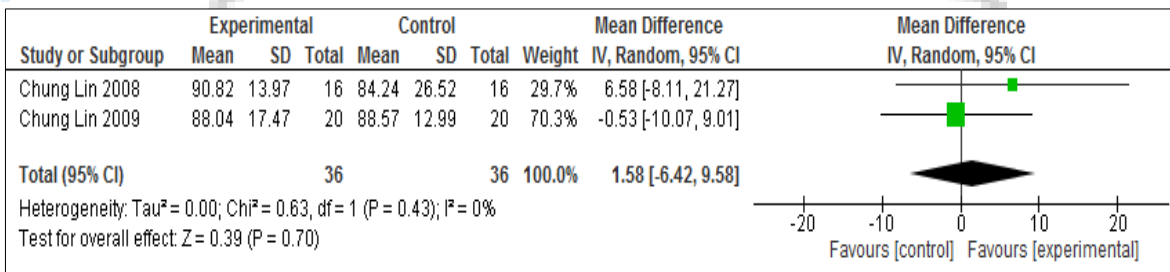 Experimental Control Mean Difference Mean Difference
Study or Subgroup Mean SD Total Mean SD Total Weight IV, Random, 95% CI IV, Random, 95% CI
Chung Lin 2008 90.82 13.97 16 84.24 26.52 16 29.7% 6.58 [-8.11, 21.27]
Chung Lin 2009 88.04 17.47 20 88.57 12.99 20 70.3% -0.53 [-10.07, 9.01]
Total (95% CI) 36 36 100.0% 1.58 [-6.42, 9.58]
Heterogeneity: Tau² = 0.00; Chi² = 0.63, df = 1 (P = 0.43); I² = 0%
Test for overall effect: Z = 0.39 (P = 0.70)
-20 -10 0 10 20
Favours [control] Favours [experimental]